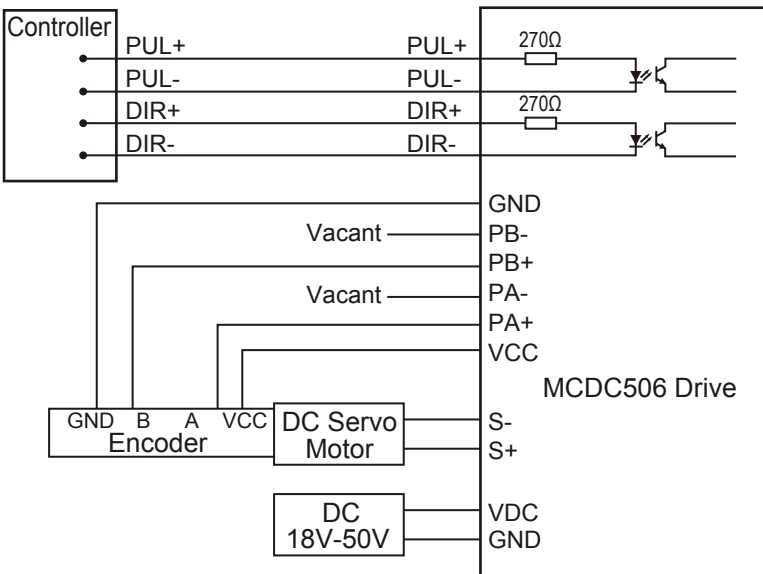 Controller
PUL+ PUL+ 270Ω
PUL- PUL-
DIR+ DIR+ 270Ω
DIR- DIR-
GND
Vacant PB-
PB+
Vacant PA-
PA+
VCC
MCDC506 Drive
GND B A VCC DC Servo S-
Encoder Motor S+
DC VDC
18V-50V GND